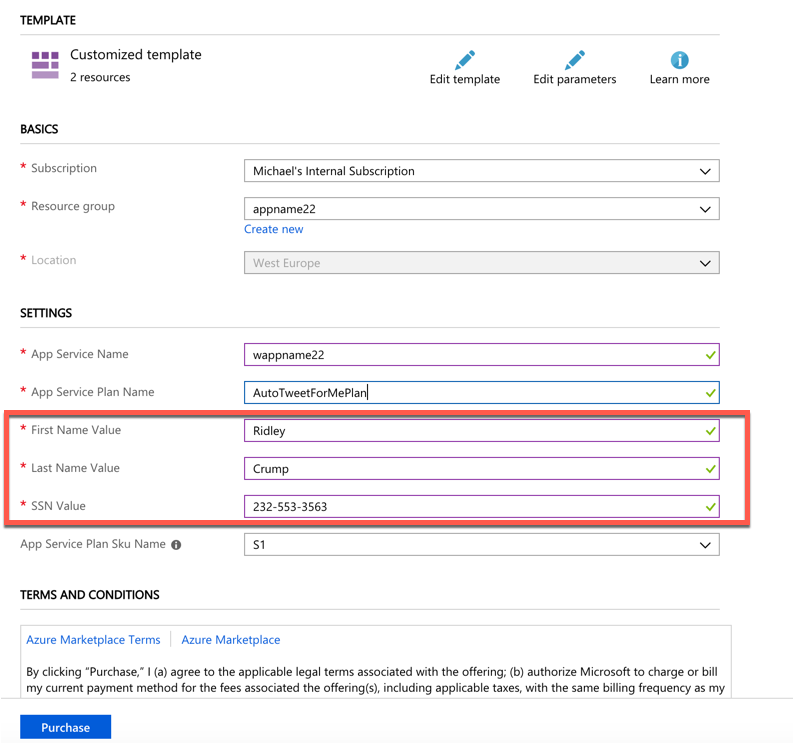 TEMPLATE
Customized template
2 resources
Edit template
Edit parameters
Learn more
BASICS
* Subscription
Michael's Internal Subscription
* Resource group
appname22
Create new
* Location
West Europe
SETTINGS
* App Service Name
wappname22
* App Service Plan Name
AutoTweetForMePlan
* First Name Value
Ridley
* Last Name Value
Crump
* SSN Value
232-553-3563
App Service Plan Sku Name
S1
TERMS AND CONDITIONS
Azure Marketplace Terms
Azure Marketplace
By clicking “Purchase,” I (a) agree to the applicable legal terms associated with the offering; (b) authorize Microsoft to charge or bill
my current payment method for the fees associated the offering(s), including applicable taxes, with the same billing frequency as my
Purchase